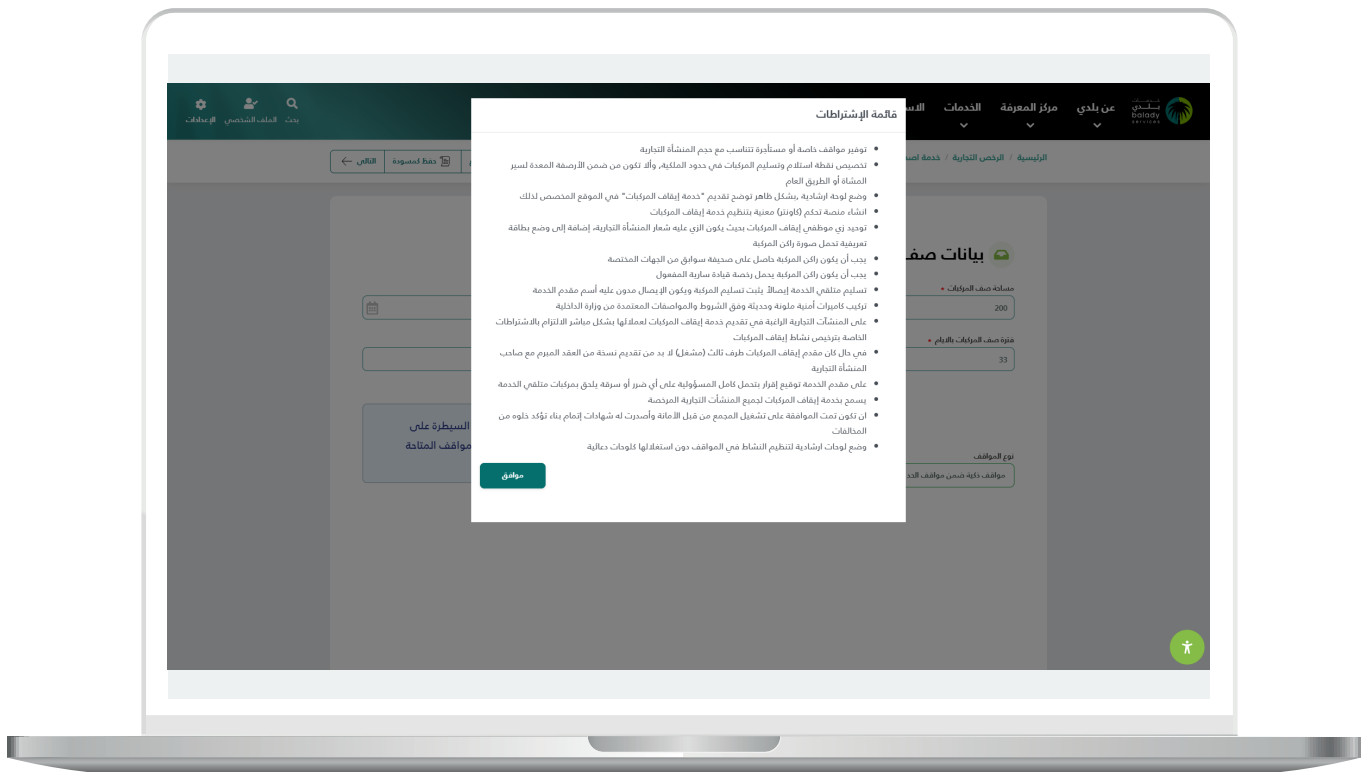 بـلـدي
balady
services
عن بلدي
مركز المعرفة
الخدمات
بحث
الملف الشخصي
الإعدادات
الرئيسية / الرخص التجارية / خدمة
حفظ كمسودة
التالي ←
قائمة الإشتراطات
توفير مواقف خاصة أو مستأجرة تتناسب مع حجم المنشأة التجارية
تخصيص نقطة استلام وتسليم المركبات في حدود الملكية, وألا تكون من ضمن الأرصفة المعدة لسير
المشاة أو الطريق العام
وضع لوحة ارشادية ,بشكل ظاهر توضح تقديم "خدمة إيقاف المركبات" في الموقع المخصص لذلك
انشاء منصة تحكم (كاونتر) معنية بتنظيم خدمة إيقاف المركبات
توحيد زي موظفي إيقاف المركبات بحيث يكون الزي عليه شعار المنشأة التجارية، إضافة إلى وضع بطاقة
تعريفية تحمل صورة راكن المركبة
يجب أن يكون راكن المركبة حاصل على صحيفة سوابق من الجهات المختصة
يجب أن يكون راكن المركبة يحمل رخصة قيادة سارية المفعول
تسليم متلقي الخدمة إيصالاً يثبت تسليم المركبة ويكون الإيصال مدون عليه أسم مقدم الخدمة
تركيب كاميرات أمنية ملونة وحديثة وفق الشروط والمواصفات المعتمدة من وزارة الداخلية
على المنشآت التجارية الراغبة في تقديم خدمة إيقاف المركبات لعملائها بشكل مباشر الالتزام بالاشتراطات
الخاصة بترخيص نشاط إيقاف المركبات
في حال كان مقدم إيقاف المركبات طرف ثالث (مشغل) لا بد من تقديم نسخة من العقد المبرم مع صاحب
المنشأة التجارية
على مقدم الخدمة توقيع إقرار بتحمل كامل المسؤولية على أي ضرر أو سرقة يلحق بمركبات متلقي الخدمة
يسمح بخدمة إيقاف المركبات لجميع المنشأت التجارية المرخصة
ان تكون تمت الموافقة على تشغيل المجمع من قبل الأمانة وأصدرت له شهادات إتمام بناء تؤكد خلوه من
المخالفات
وضع لوحات ارشادية لتنظيم النشاط في المواقف دون استغلالها كلوحات دعائية
موافق
بيانات صف
مساحة صف المركبات
200
فترة صف المركبات بالايام
33
السيطرة على
مواقف المتاحة
نوع المواقف
مواقف ذكية ضمن مواقف